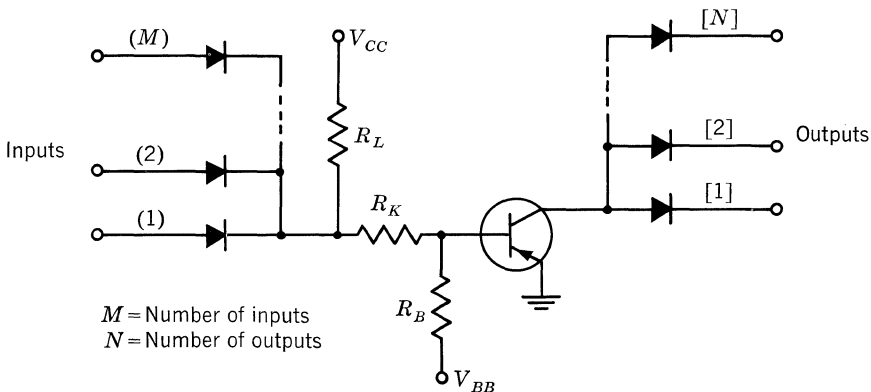 (M)
V_CC
[N]
R_L
Inputs
(2)
[2]
Outputs
(1)
R_K
[1]
M = Number of inputs
N = Number of outputs
R_B
V_BB